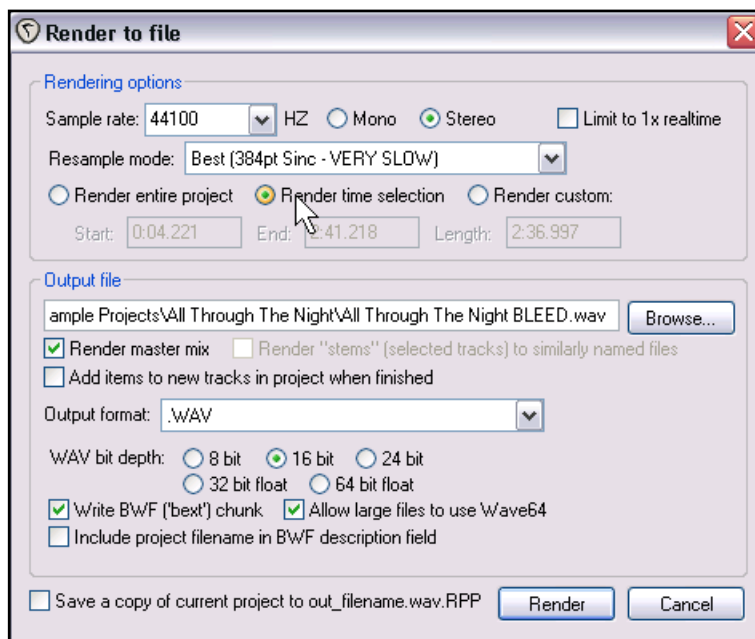 Render to file
Rendering options
Sample rate: 44100 HZ Mono Stereo Limit to 1x realtime
Resample mode: Best (384pt Sinc - VERY SLOW)
Render entire project Render time selection Render custom:
Start: 0:04.221 End: 2:41.218 Length: 2:36.997
Output file
ample Projects\All Through The Night\All Through The Night BLEED.wav Browse...
Render master mix Render "stems" (selected tracks) to similarly named files
Add items to new tracks in project when finished
Output format: .WAV
WAV bit depth: 8 bit 16 bit 24 bit
32 bit float 64 bit float
Write BWF ('bext') chunk Allow large files to use Wave64
Include project filename in BWF description field
Save a copy of current project to out_filename.wav.RPP Render Cancel